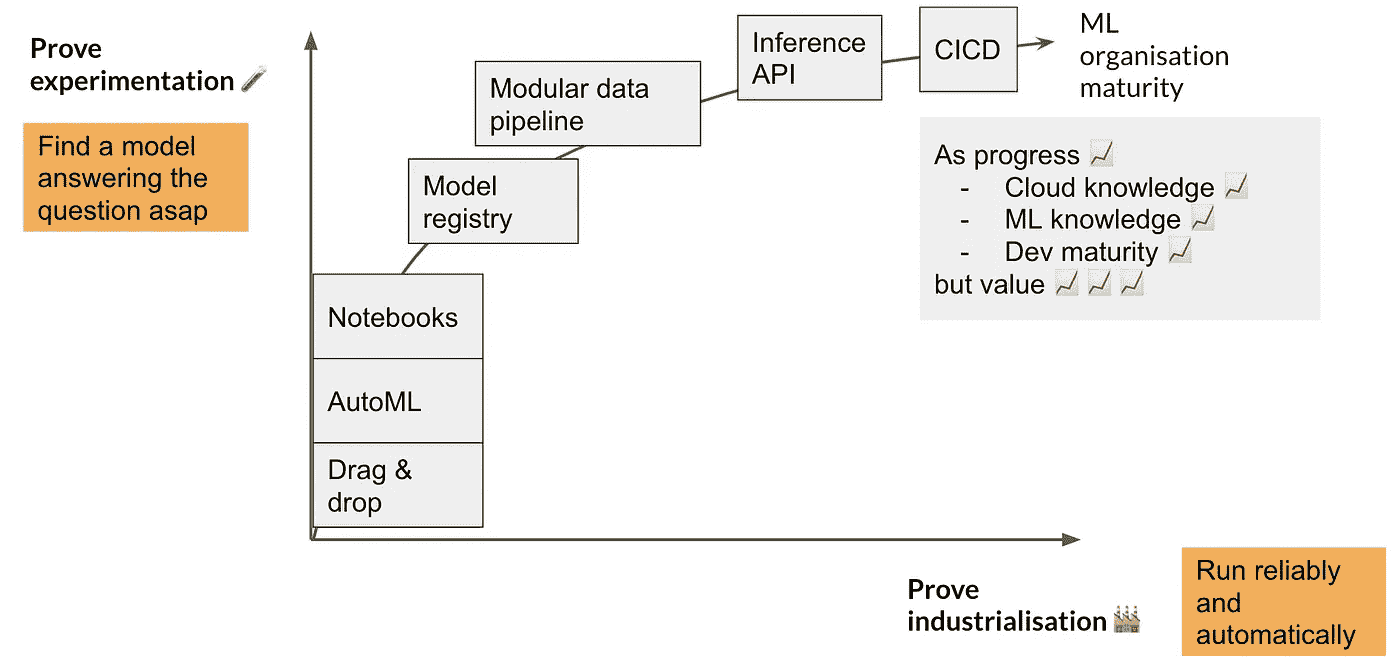 Prove
experimentation
Find a model
answering the
question asap
Notebooks
AutoML
Drag &
drop
Model
registry
Modular data
pipeline
Inference
API
CICD
ML
organisation
maturity
As progress
- Cloud knowledge
- ML knowledge
- Dev maturity
but value
Prove
industrialisation
Run reliably
and
automatically